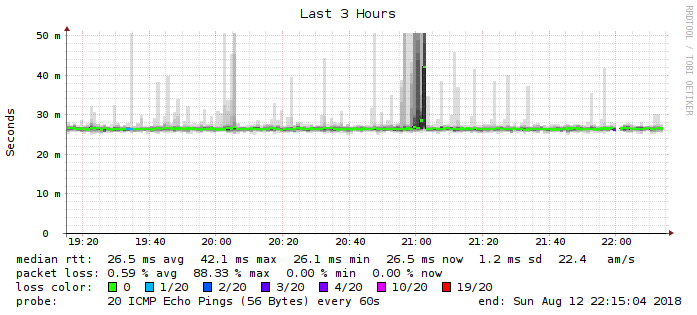 Last 3 Hours
RRDTOOL / TOBI OETIKER
Seconds
50 m
40 m
30 m
20 m
10 m
0
19:20 19:40 20:00 20:20 20:40 21:00 21:20 21:40 22:00
median rtt: 26.5 ms avg 42.1 ms max 26.1 ms min 26.5 ms now 1.2 ms sd 22.4 am/s
packet loss: 0.59 % avg 88.33 % max 0.00 % min 0.00 % now
loss color: 0 1/20 2/20 3/20 4/20 10/20 19/20
probe: 20 ICMP Echo Pings (56 Bytes) every 60s end: Sun Aug 12 22:15:04 2018